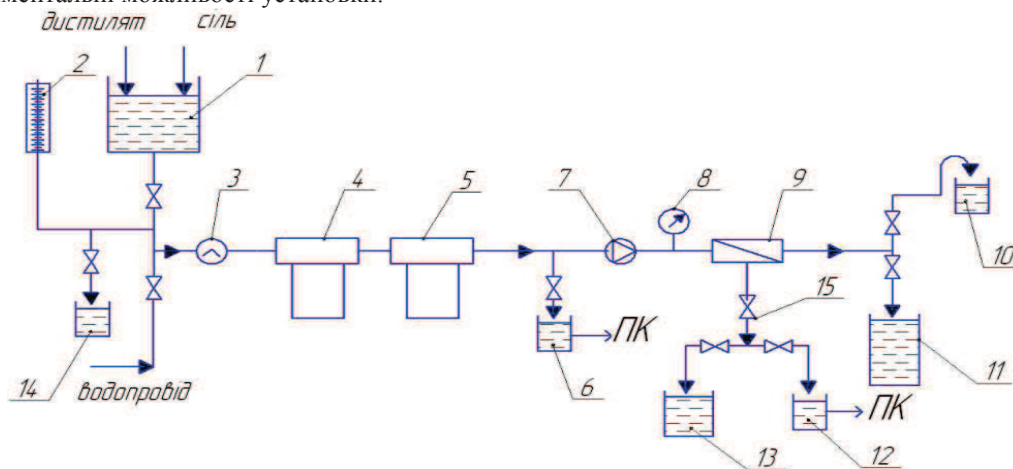 ментальні можливості установки.
дистилят сіль
2 1
3 4 5 7 8 9
10
15
ПК
14 водопровід 6 11
ПК
13 12